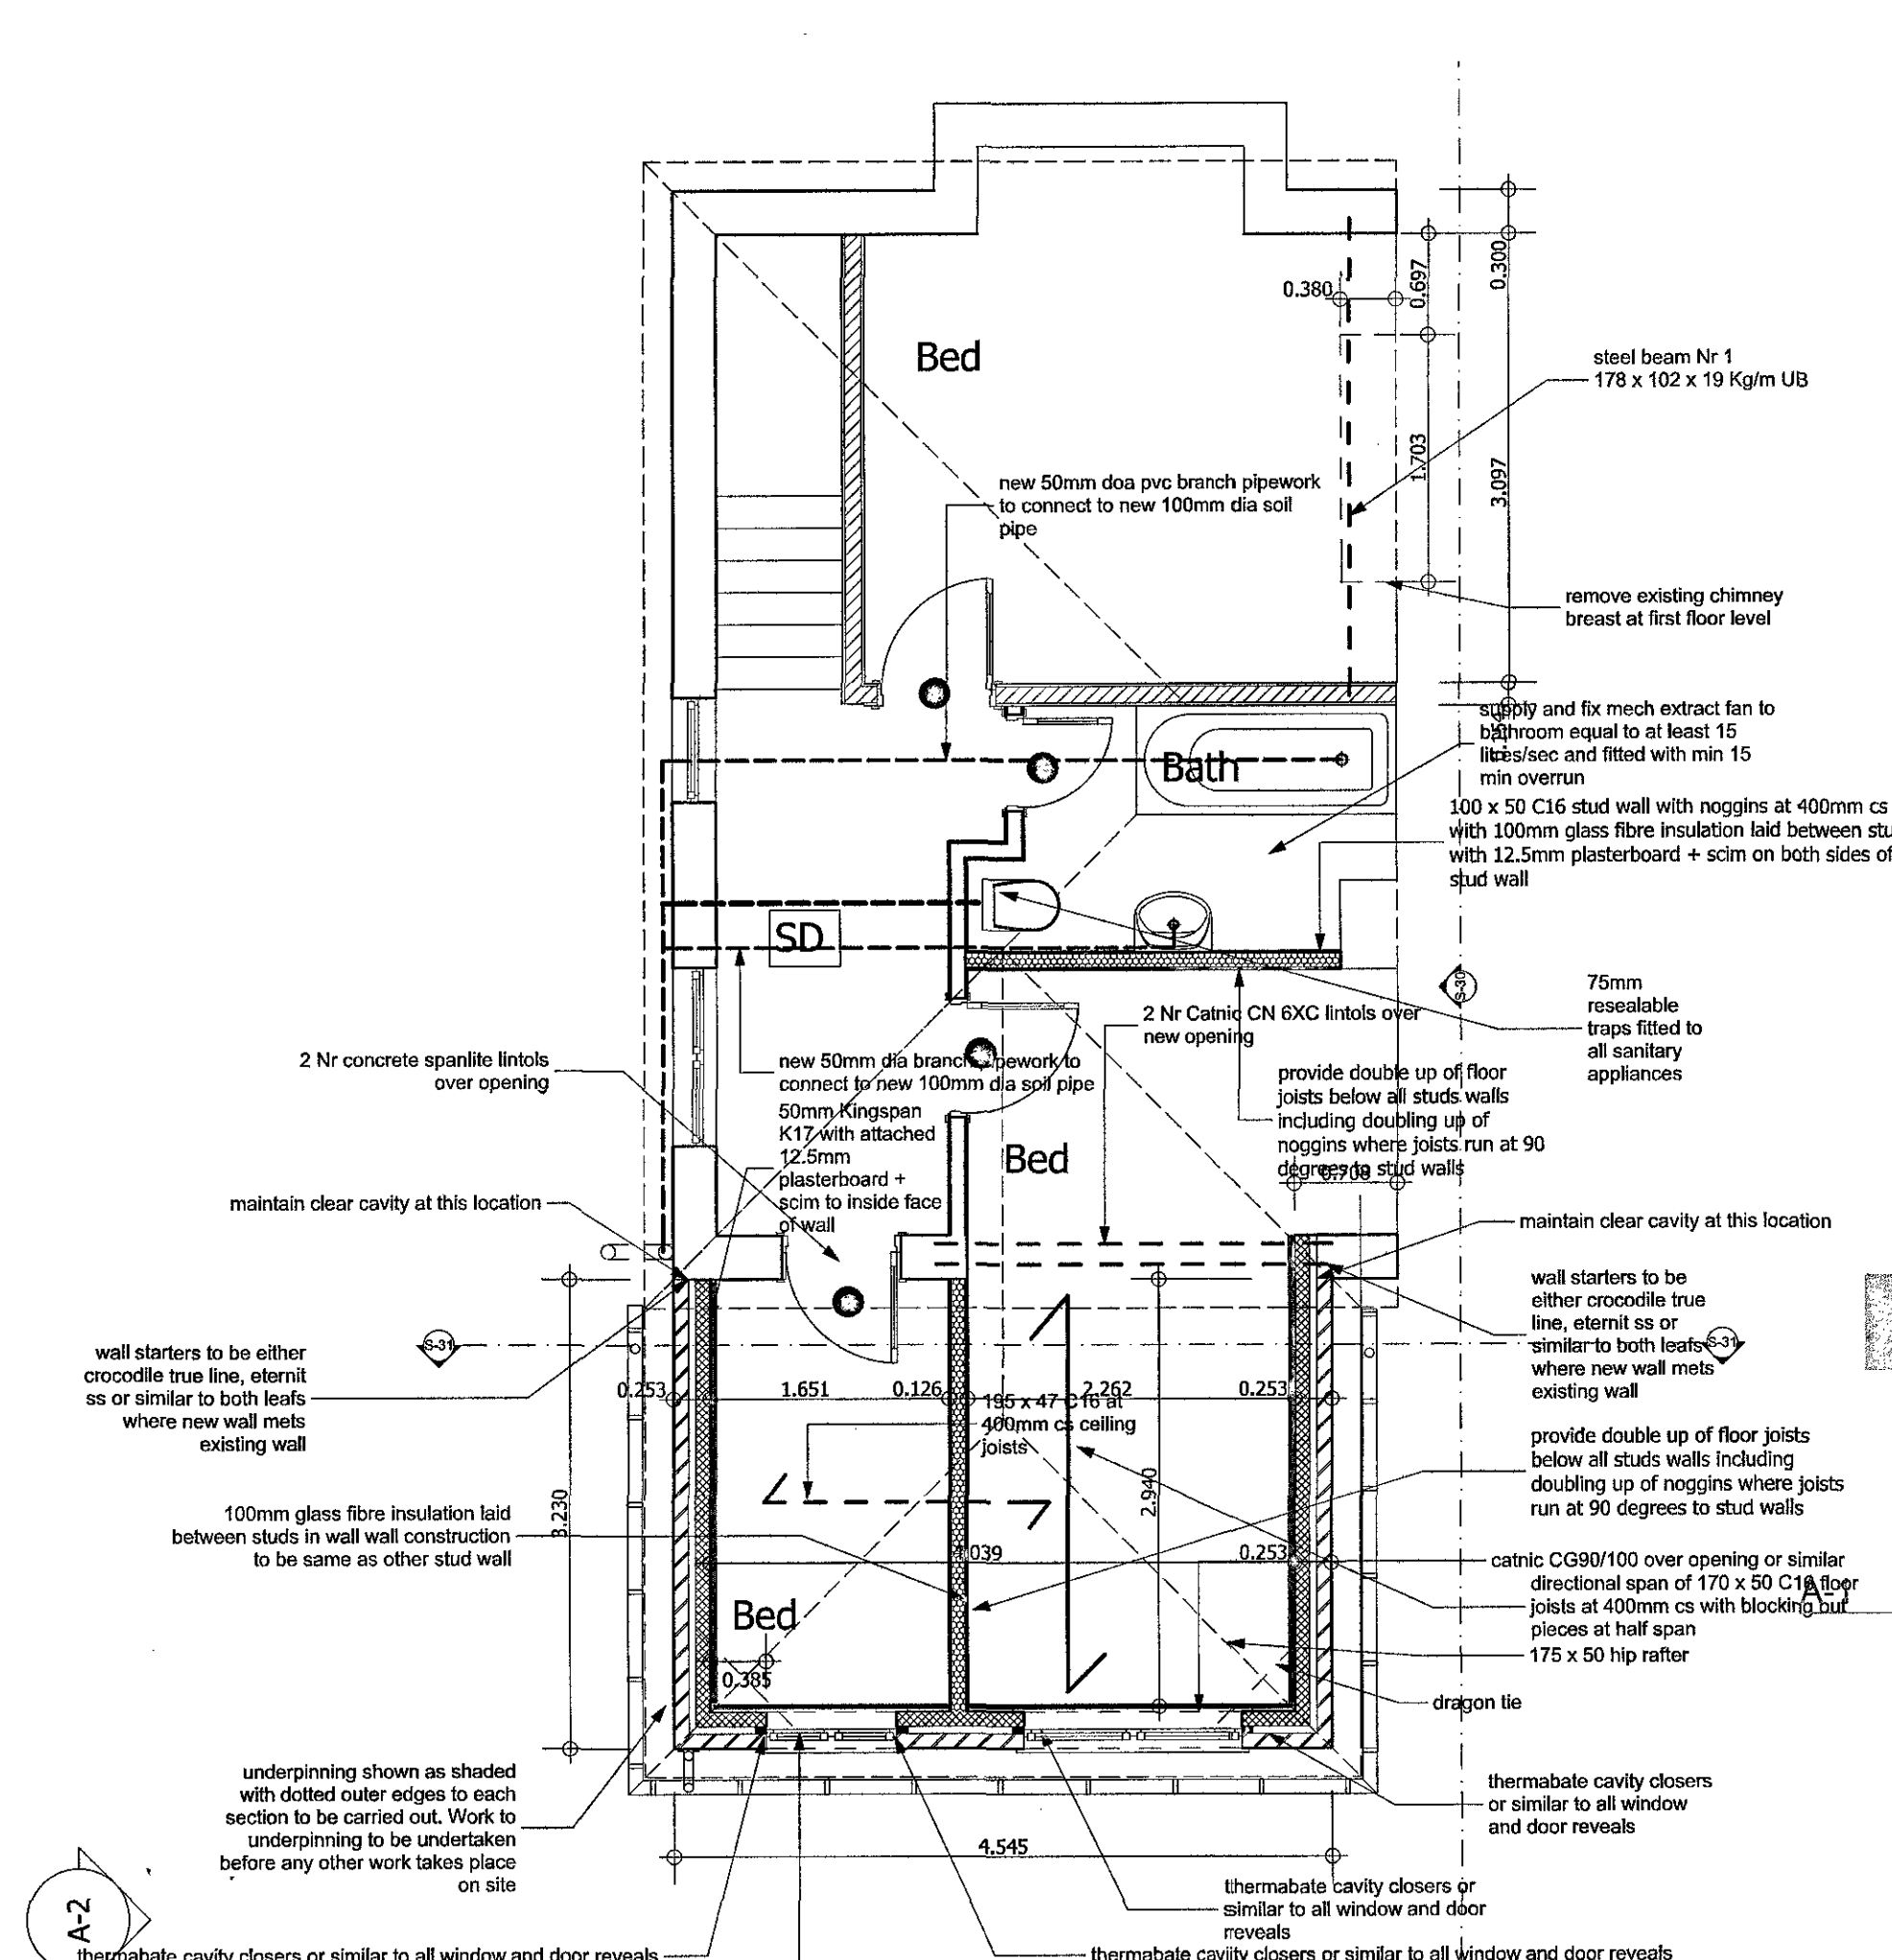 0.300
0.697
0.380
Bed
steel beam Nr 1
178 x 102 x 19 Kg/m UB
1.703
3.097
new 50mm doa pvc branch pipework
to connect to new 100mm dia soil
pipe
remove existing chimney
breast at first floor level
supply and fix mech extract fan to
bathroom equal to at least 15
litres/sec and fitted with min 15
min overrun
Bath
100 x 50 C16 stud wall with noggins at 400mm cs
with 100mm glass fibre insulation laid between
with 12.5mm plasterboard + scim on both sides of
stud wall
SD
S-30
75mm
resealable
traps fitted to
all sanitary
appliances
2 Nr Catnic CN 6XC lintols over
new opening
2 Nr concrete spanlite lintols
over opening
new 50mm dia branch pipework to
connect to new 100mm dia soil pipe
50mm Kingspan
K17 with attached
12.5mm
plasterboard +
scim to inside face
of wall
provide double up of floor
joists below all studs walls
including doubling up of
noggins where joists run at 90
degrees to stud walls
0.708
Bed
maintain clear cavity at this location
maintain clear cavity at this location
wall starters to be
either crocodile true
line, eternit ss or
similar to both leafs
where new wall mets
existing wall
S-31
S-31
wall starters to be either
crocodile true line, eternit
ss or similar to both leafs
where new wall mets
existing wall
0.253
1.651
0.126
2.262
0.253
195 x 47 C16 at
400mm cs ceiling
joists
provide double up of floor joists
below all studs walls including
doubling up of noggins where joists
run at 90 degrees to stud walls
3.230
2.940
100mm glass fibre insulation laid
between studs in wall wall construction
to be same as other stud wall
4.039
0.253
catnic CG90/100 over opening or similar
directional span of 170 x 50 C16 floor
joists at 400mm cs with blocking out
pieces at half span
A-1
175 x 50 hip rafter
Bed
0.385
dragon tie
underpinning shown as shaded
with dotted outer edges to each
section to be carried out. Work to
underpinning to be undertaken
before any other work takes place
on site
thermabate cavity closers
or similar to all window
and door reveals
4.545
A-2
thermabate cavity closers or
similar to all window and door
reveals
thermabate cavity closers or similar to all window and door reveals
thermabate cavity closers or similar to all window and door reveals